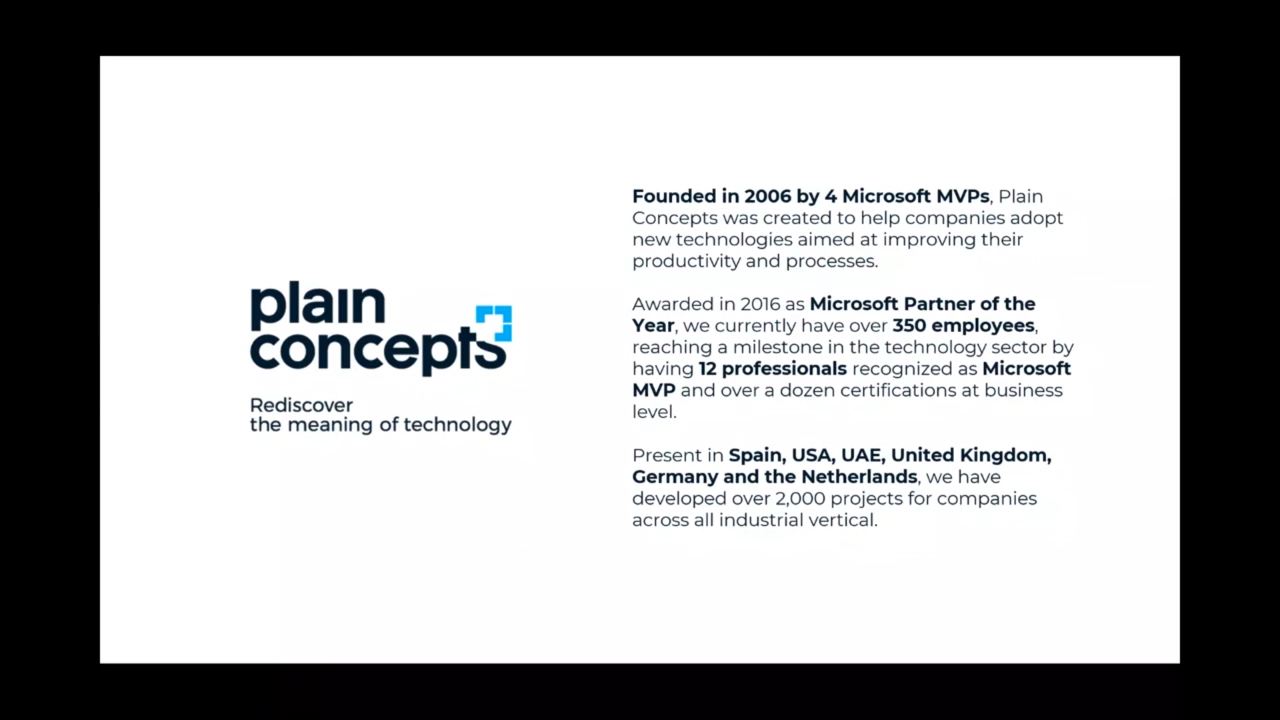 plain
concepts
Rediscover
the meaning of technology
Founded in 2006 by 4 Microsoft MVPs, Plain
Concepts was created to help companies adopt
new technologies aimed at improving their
productivity and processes.
Awarded in 2016 as Microsoft Partner of the
Year, we currently have over 350 employees,
reaching a milestone in the technology sector by
having 12 professionals recognized as Microsoft
MVP and over a dozen certifications at business
level.
Present in Spain, USA, UAE, United Kingdom,
Germany and the Netherlands, we have
developed over 2,000 projects for companies
across all industrial vertical.